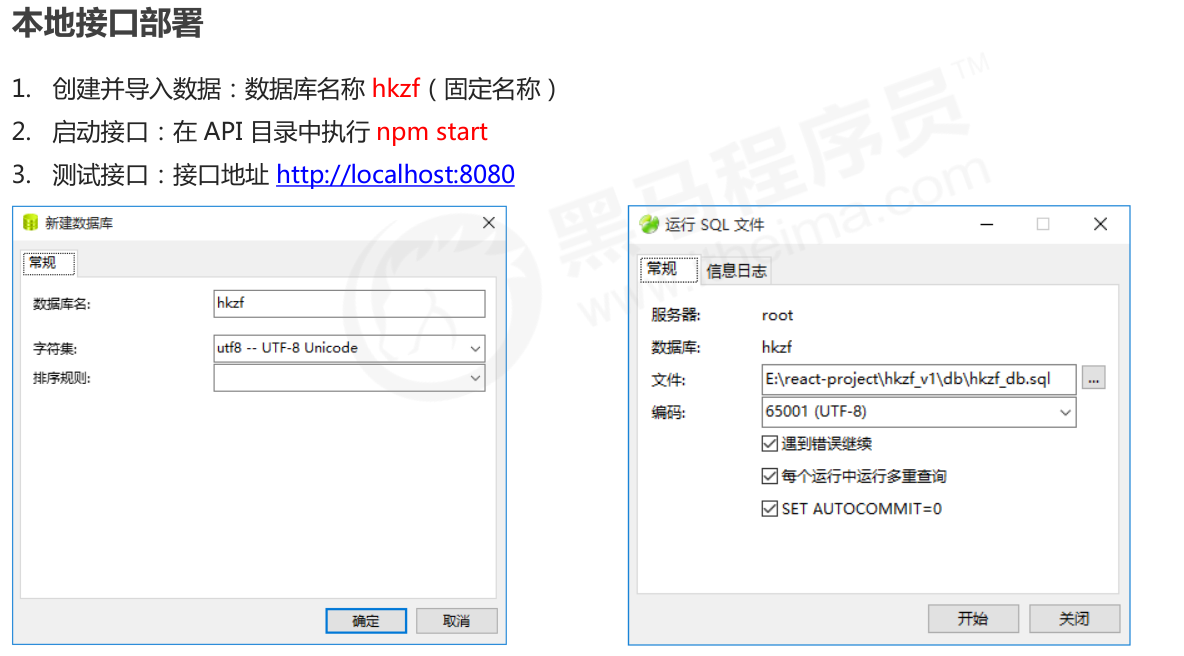 本地接口部署
1. 创建并导入数据：数据库名称 hkzf（固定名称）
2. 启动接口：在 API 目录中执行 npm start
3. 测试接口：接口地址 http://localhost:8080
新建数据库
常规
数据库名: hkzf
字符集: utf8 -- UTF-8 Unicode
排序规则:
确定 取消
运行 SQL 文件
常规 信息日志
服务器: root
数据库: hkzf
文件: E:\react-project\hkzf_v1\db\hkzf_db.sql ...
编码: 65001 (UTF-8)
遇到错误继续
每个运行中运行多重查询
SET AUTOCOMMIT=0
开始 关闭
黑马程序员™